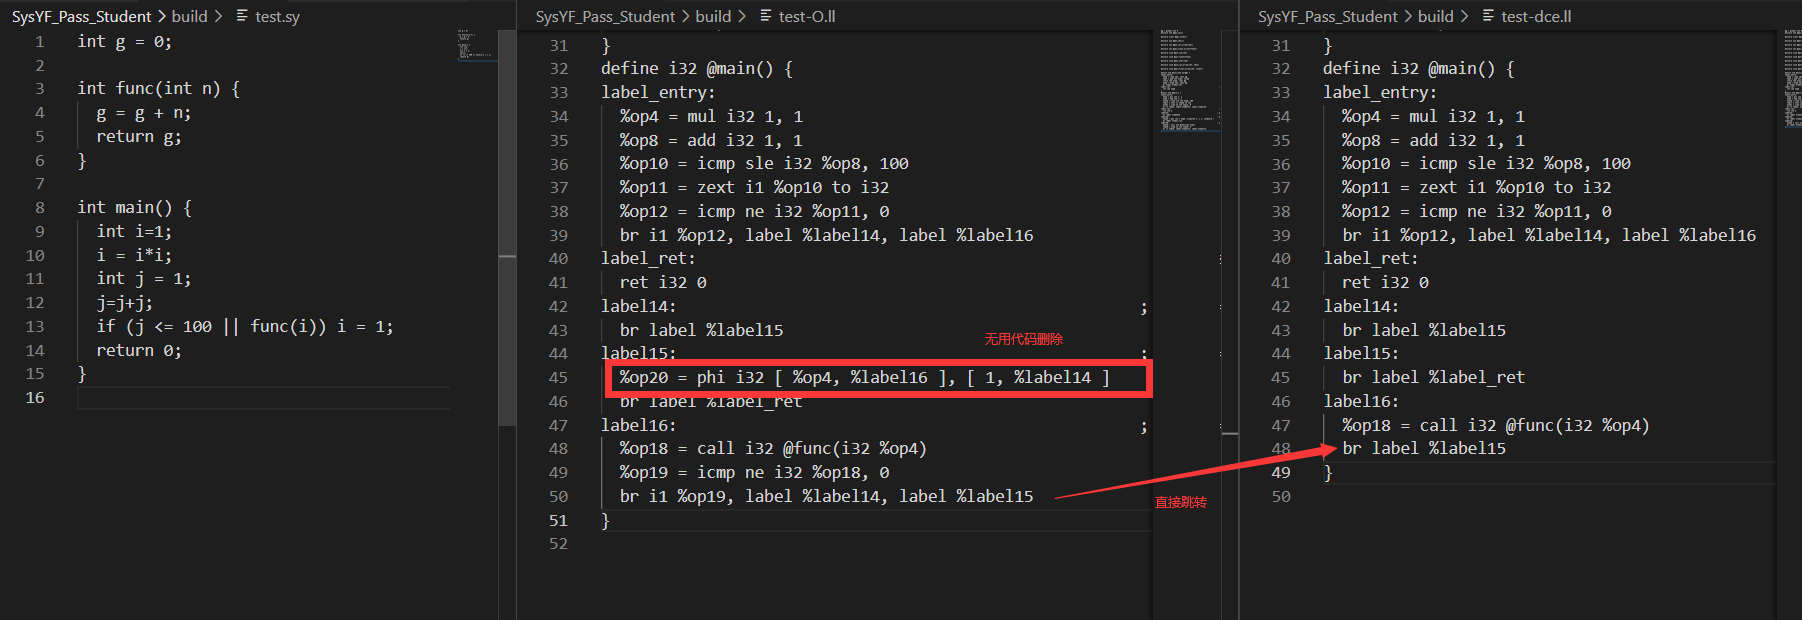 SysYF_Pass_Student > build > test.sy
1 int g = 0;
2
3 int func(int n) {
4 g = g + n;
5 return g;
6 }
7
8 int main() {
9 int i=1;
10 i = i*i;
11 int j = 1;
12 j=j+j;
13 if (j <= 100 || func(i)) i = 1;
14 return 0;
15 }
16
SysYF_Pass_Student > build > test-O.ll
31 }
32 define i32 @main() {
33 label_entry:
34 %op4 = mul i32 1, 1
35 %op8 = add i32 1, 1
36 %op10 = icmp sle i32 %op8, 100
37 %op11 = zext i1 %op10 to i32
38 %op12 = icmp ne i32 %op11, 0
39 br i1 %op12, label %label14, label %label16
40 label_ret:
41 ret i32 0
42 label14: ;
43 br label %label15
无用代码删除
44 label15: ;
45 %op20 = phi i32 [ %op4, %label16 ], [ 1, %label14 ]
46 br label %label_ret
47 label16: ;
48 %op18 = call i32 @func(i32 %op4)
49 %op19 = icmp ne i32 %op18, 0
50 br i1 %op19, label %label14, label %label15
51 }
52
直接跳转
SysYF_Pass_Student > build > test-dce.ll
31 }
32 define i32 @main() {
33 label_entry:
34 %op4 = mul i32 1, 1
35 %op8 = add i32 1, 1
36 %op10 = icmp sle i32 %op8, 100
37 %op11 = zext i1 %op10 to i32
38 %op12 = icmp ne i32 %op11, 0
39 br i1 %op12, label %label14, label %label16
40 label_ret:
41 ret i32 0
42 label14:
43 br label %label15
44 label15:
45 br label %label_ret
46 label16:
47 %op18 = call i32 @func(i32 %op4)
48 br label %label15
49 }
50